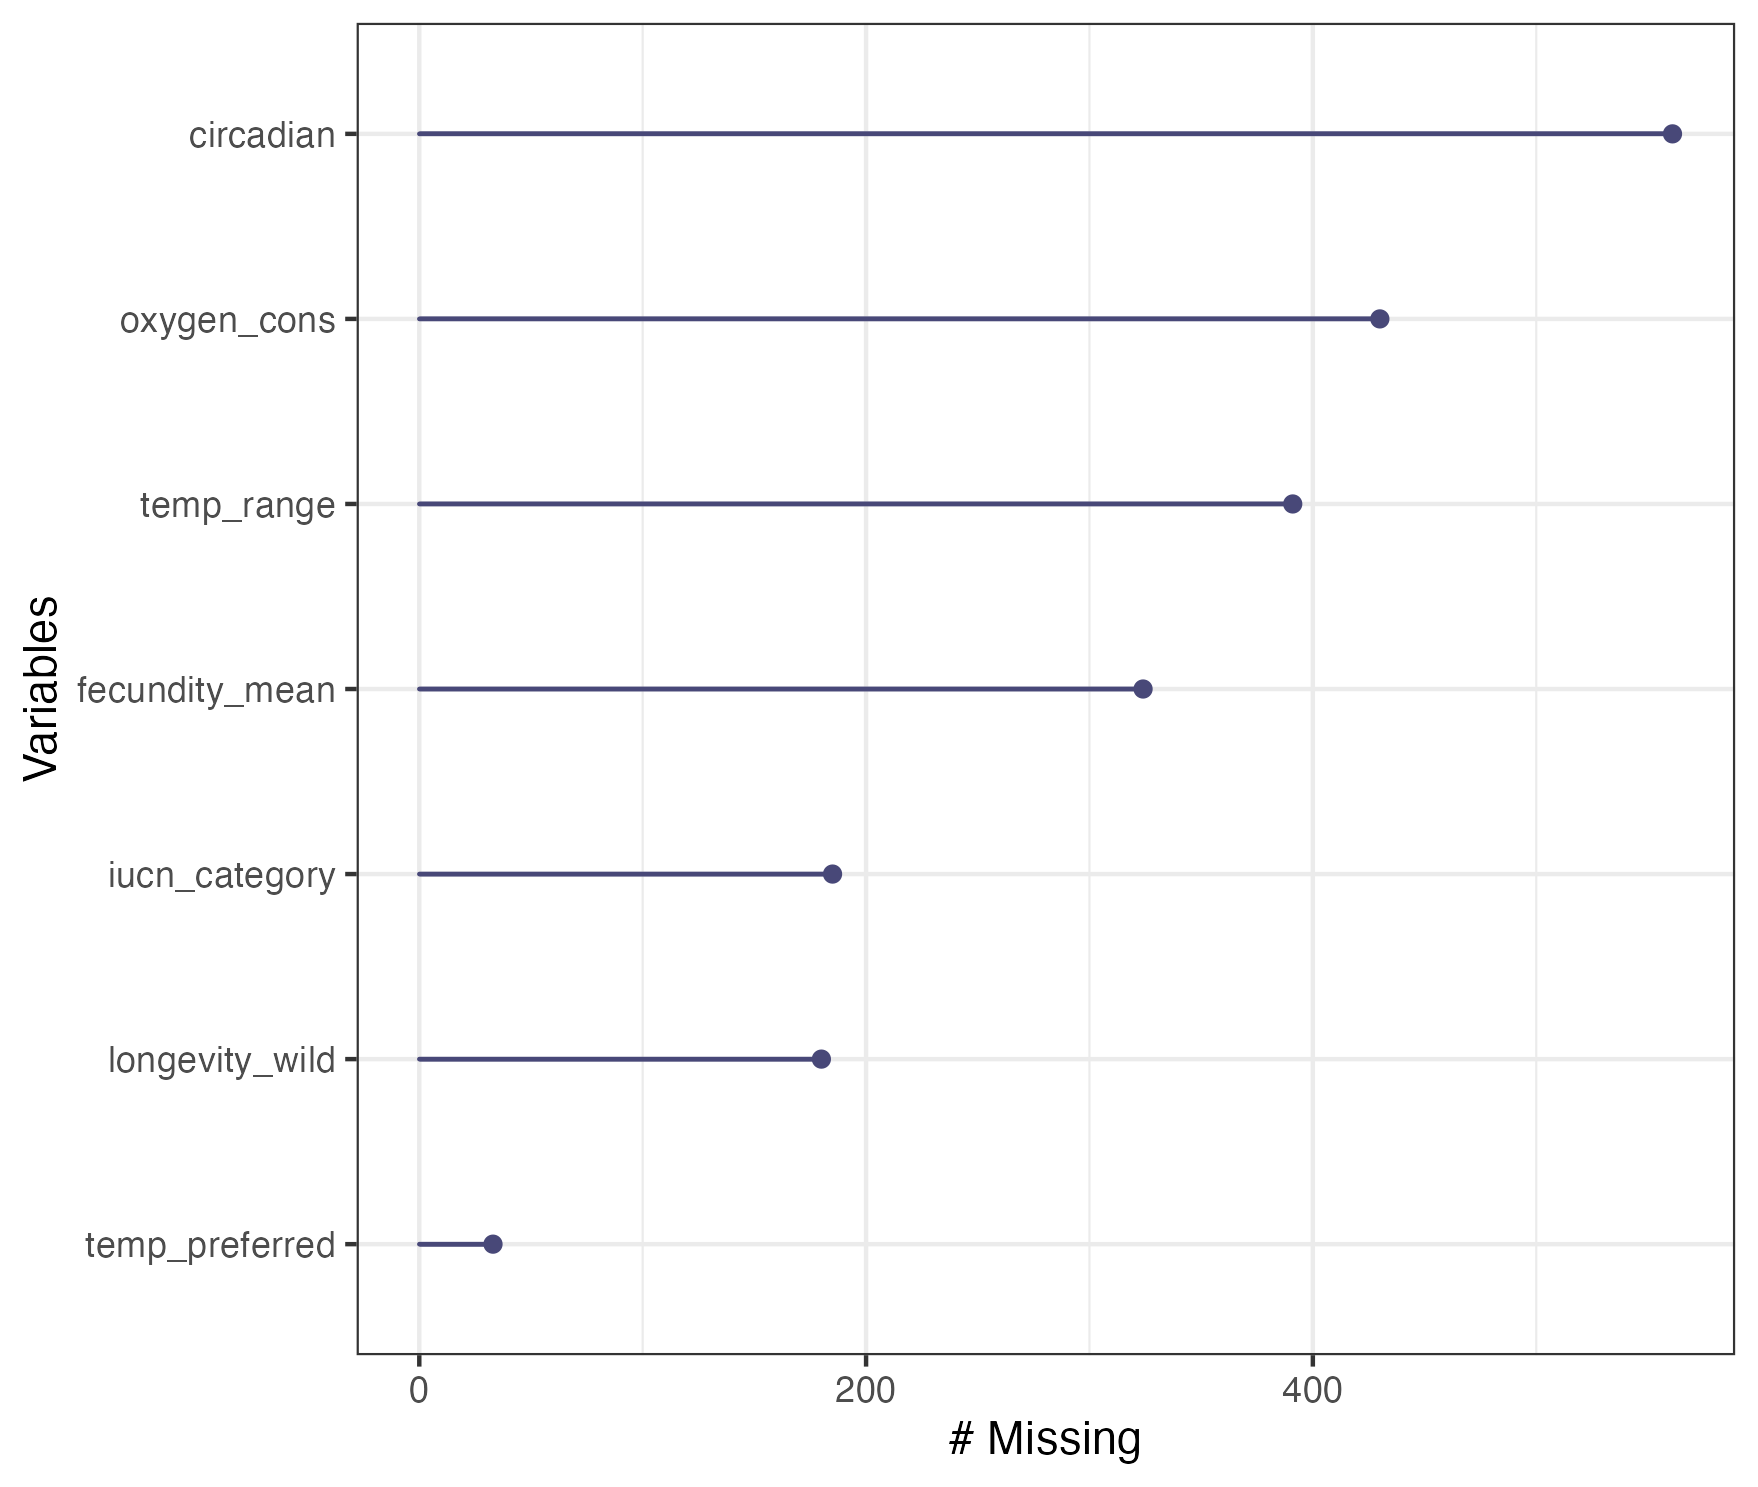 circadian
oxygen_cons
temp_range
fecundity_mean
iucn_category
longevity_wild
temp_preferred
Variables
0 200 400
# Missing